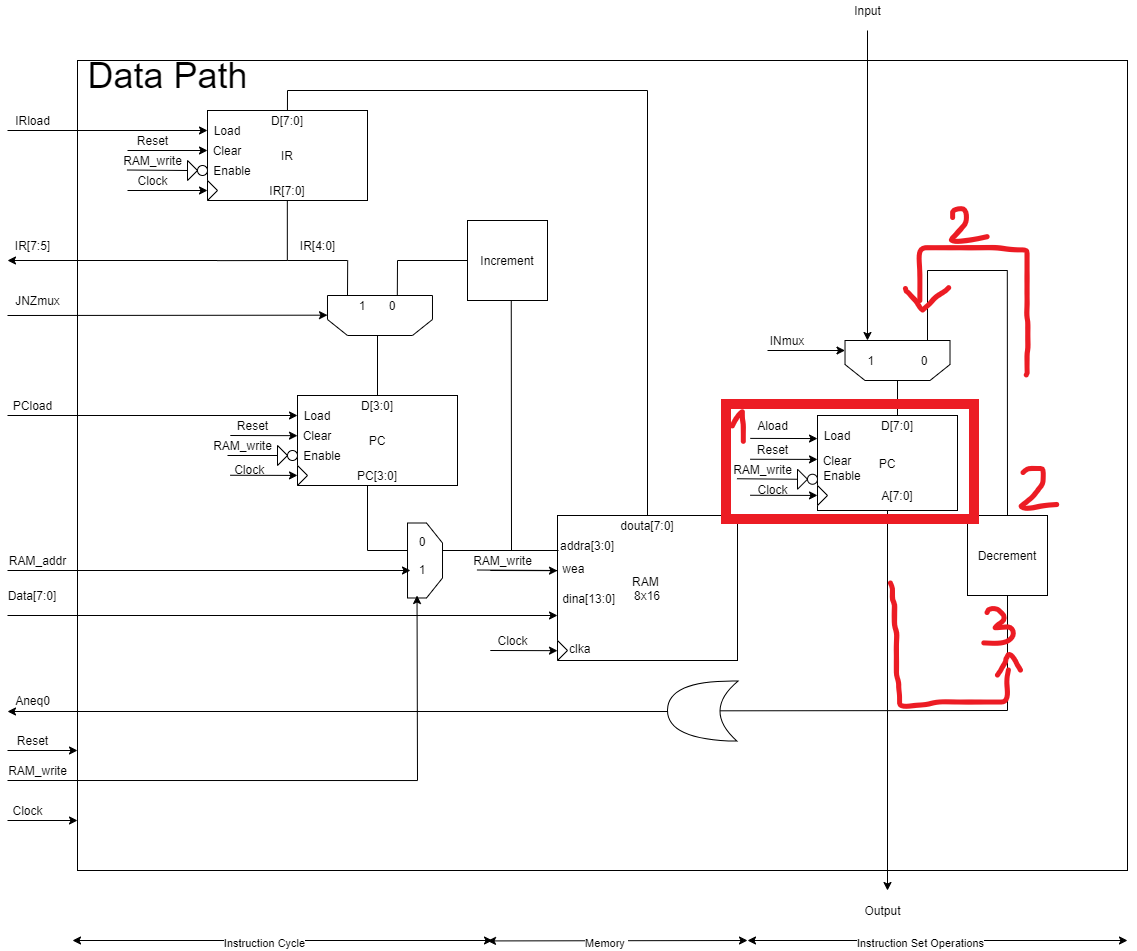 Input
Data Path
IRload
D[7:0]
Load
Reset
Clear
IR
RAM_write
Enable
Clock
IR[7:0]
IR[7:5]
IR[4:0]
Increment
2
JNZmux
1 0
INmux
1 0
PCload
D[3:0]
Load
Reset
Clear
PC
RAM_write
Enable
Clock
PC[3:0]
1
Aload
D[7:0]
Load
Reset
Clear
PC
RAM_write
Enable
Clock
A[7:0]
2
0
1
RAM_addr
Data[7:0]
douta[7:0]
addra[3:0]
RAM_write
wea
RAM
8x16
dina[13:0]
Clock
clka
Decrement
3
Aneq0
Reset
RAM_write
Clock
Output
Instruction Cycle
Memory
Instruction Set Operations